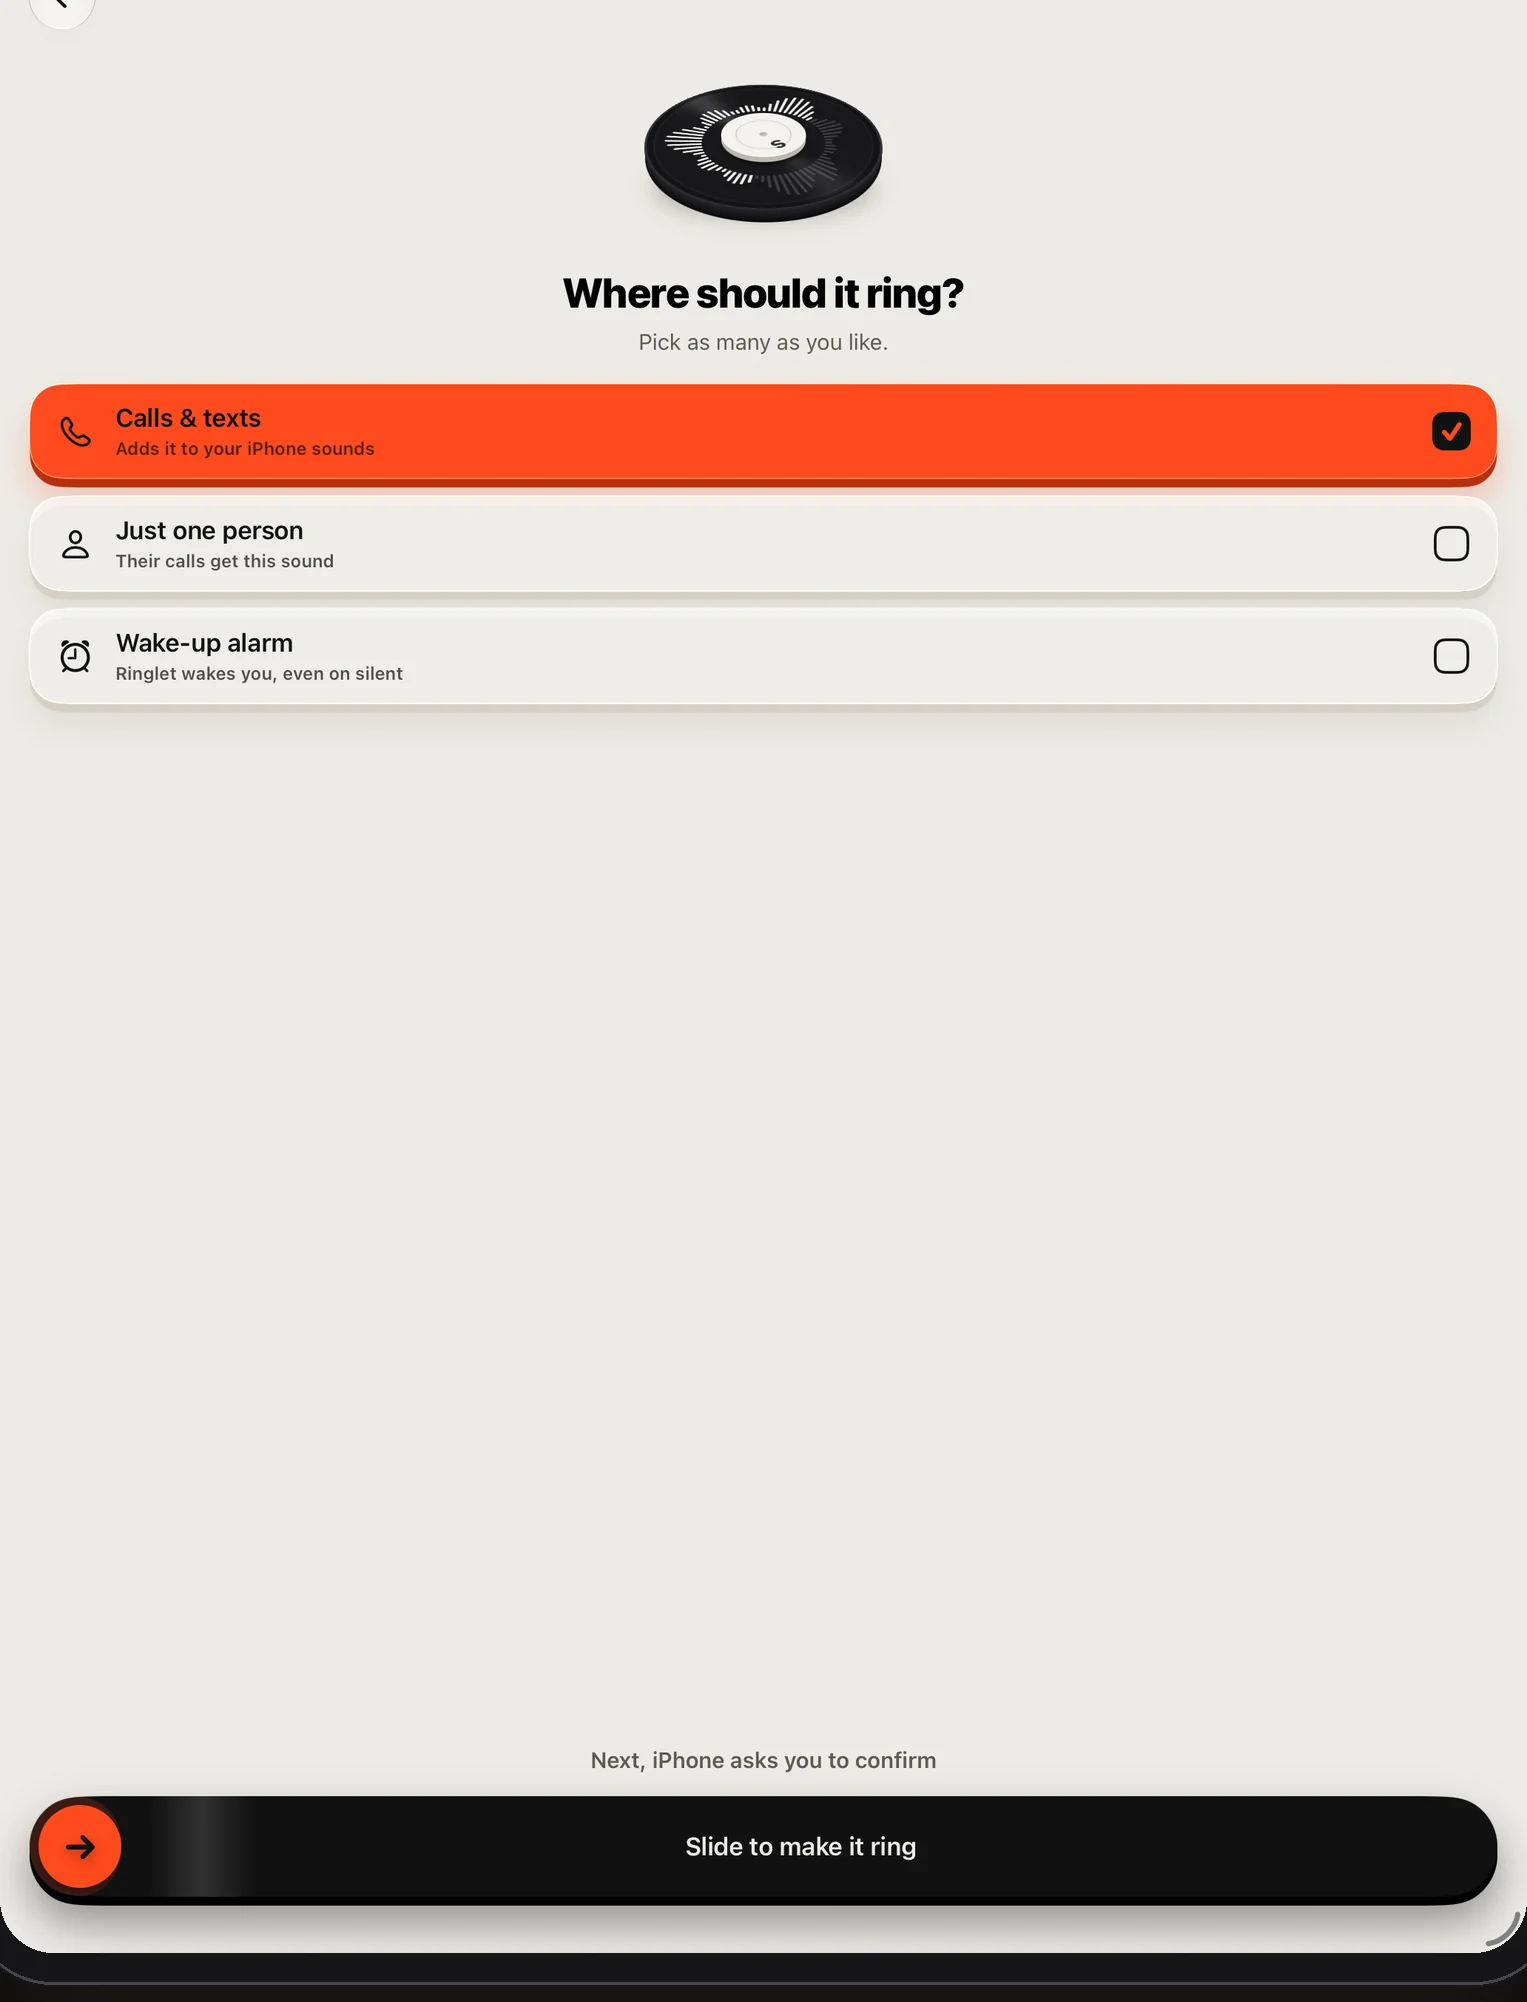 S
Where should it ring?
Pick as many as you like.
Calls & texts
Adds it to your iPhone sounds
Just one person
Their calls get this sound
Wake-up alarm
Ringlet wakes you, even on silent
Next, iPhone asks you to confirm
Slide to make it ring